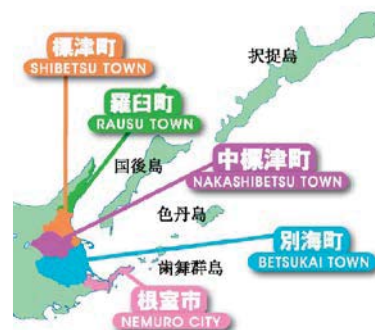 標津町
SHIBETSU TOWN
択捉島
羅臼町
RAUSU TOWN
国後島
中標津町
NAKASHIBETSU TOWN
色丹島
別海町
BETSUKAI TOWN
歯舞群島
根室市
NEMURO CITY